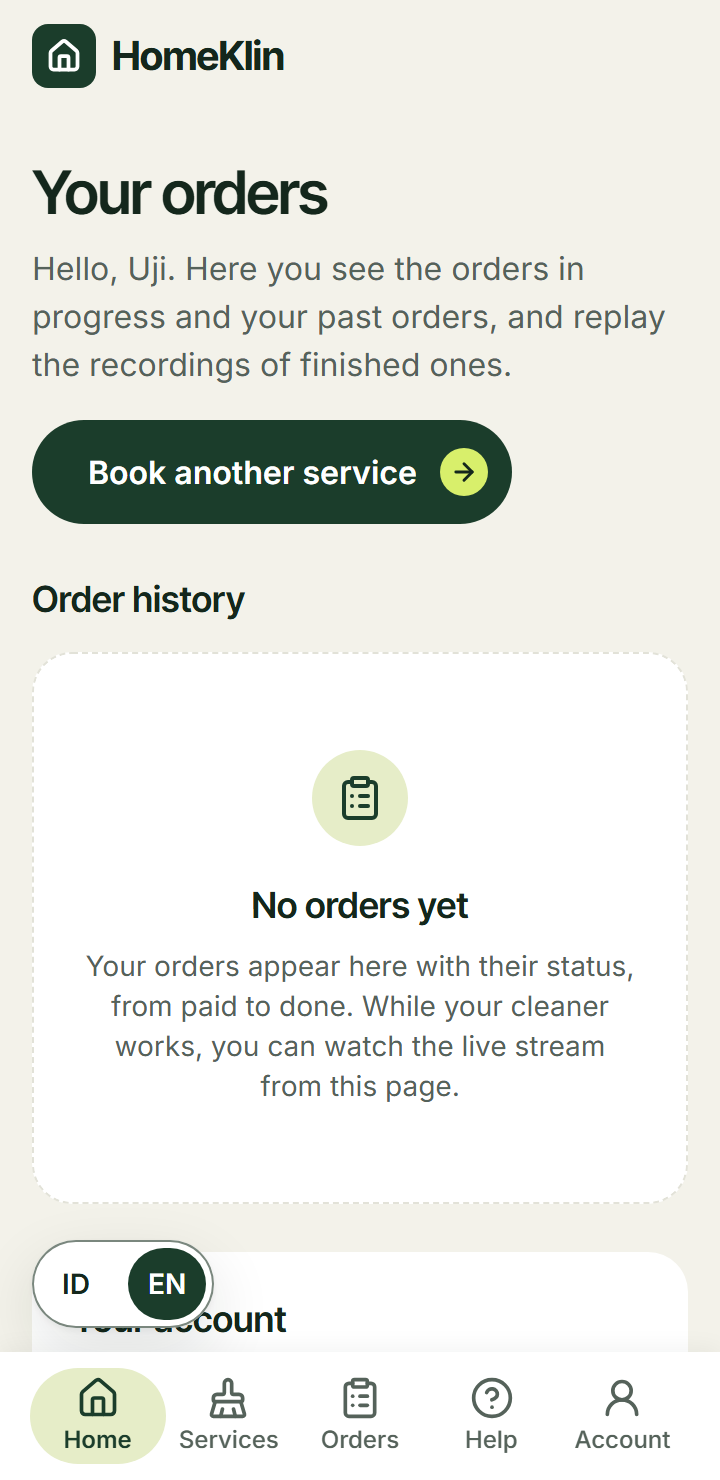 HomeKlin
Your orders
Hello, Uji. Here you see the orders in
progress and your past orders, and replay
the recordings of finished ones.
Book another service
Order history
No orders yet
Your orders appear here with their status,
from paid to done. While your cleaner
works, you can watch the live stream
from this page.
ID EN
Your account
Home Services Orders Help Account